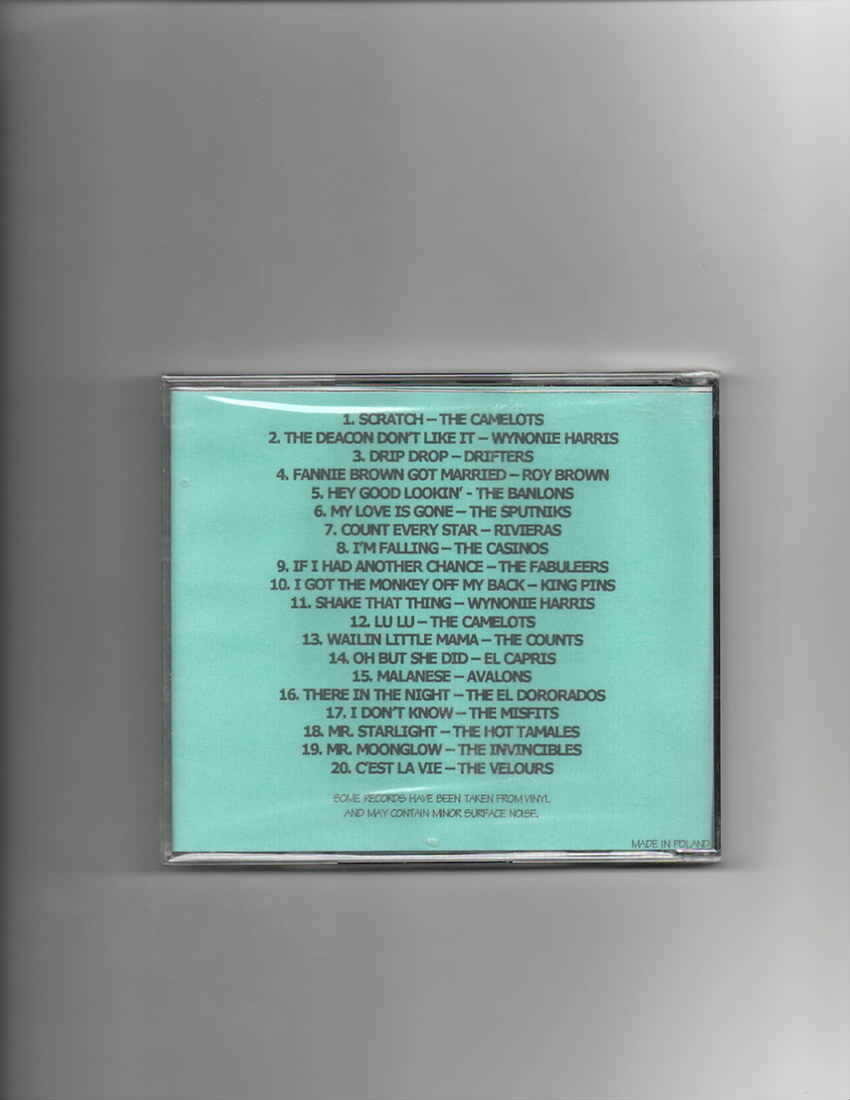 1. SCRATCH – THE CAMELOTS
2. THE DEACON DON'T LIKE IT – WYNONIE HARRIS
3. DRIP DROP – DRIFTERS
4. FANNIE BROWN GOT MARRIED – ROY BROWN
5. HEY GOOD LOOKIN' - THE BANLONS
6. MY LOVE IS GONE – THE SPUTNIKS
7. COUNT EVERY STAR – RIVIERAS
8. I'M FALLING – THE CASINOS
9. IF I HAD ANOTHER CHANCE – THE FABULEERS
10. I GOT THE MONKEY OFF MY BACK – KING PINS
11. SHAKE THAT THING – WYNONIE HARRIS
12. LU LU – THE CAMELOTS
13. WAILIN LITTLE MAMA – THE COUNTS
14. OH BUT SHE DID – EL CAPRIS
15. MALANESE – AVALONS
16. THERE IN THE NIGHT – THE EL DORORADOS
17. I DON'T KNOW – THE MISFITS
18. MR. STARLIGHT – THE HOT TAMALES
19. MR. MOONGLOW – THE INVINCIBLES
20. C'EST LA VIE – THE VELOURS
SOME RECORDS HAVE BEEN TAKEN FROM VINYL
AND MAY CONTAIN MINOR SURFACE NOISE.
MADE IN POLAND